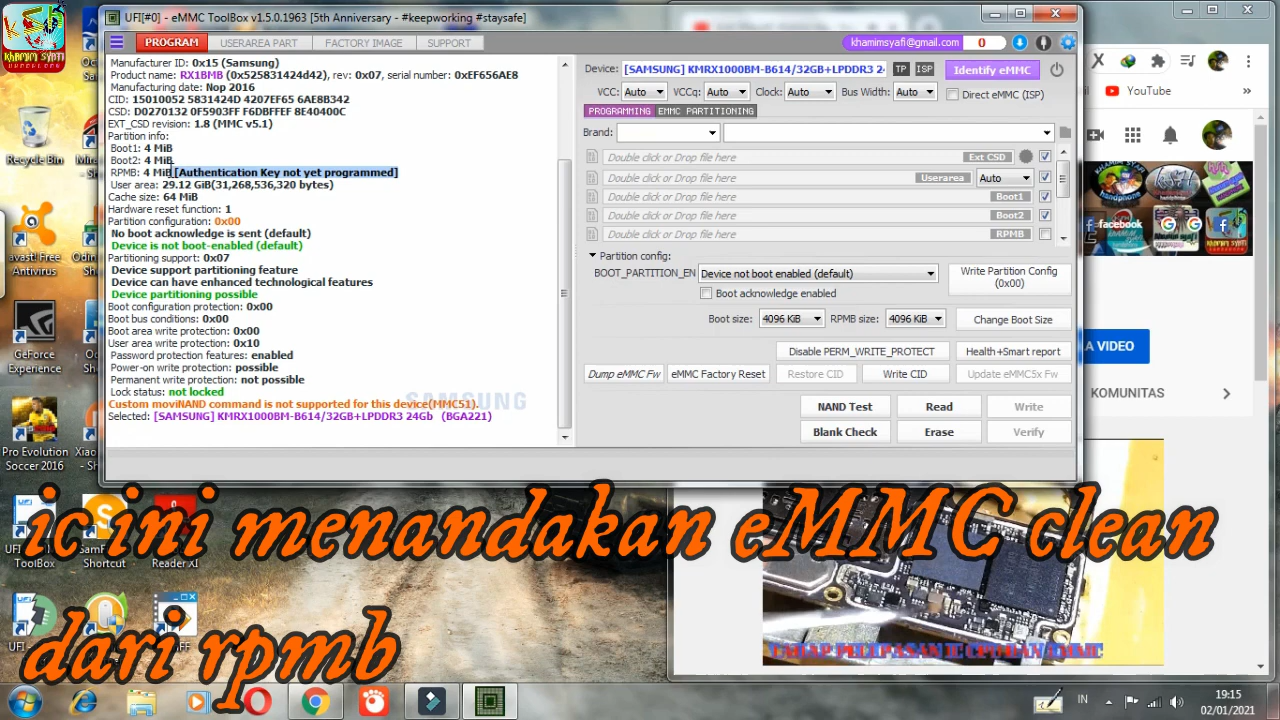 UFI[#0] - eMMC ToolBox v1.5.0.1963 [5th Anniversary - #keepworking #staysafe]
PROGRAM
USERAREA PART
FACTORY IMAGE
SUPPORT
khamimsyafi@gmail.com
0
Manufacturer ID: 0x15 (Samsung)
Product name: RX1BMB (0x525831424d42), rev: 0x07, serial number: 0xEF656AE8
Manufacturing date: Nop 2016
CID: 15010052 5831424D 4207EF65 6AE8B342
CSD: D0270132 0F5903FF F6DBFFEF 8E40400C
EXT_CSD revision: 1.8 (MMC v5.1)
Partition info:
Boot1: 4 MiB
Boot2: 4 MiB
RPMB: 4 MiB [Authentication Key not yet programmed]
User area: 29.12 GiB(31,268,536,320 bytes)
Cache size: 64 MiB
Hardware reset function: 1
Partition configuration: 0x00
No boot acknowledge is sent (default)
Device is not boot-enabled (default)
Partitioning support: 0x07
Device support partitioning feature
Device can have enhanced technological features
Device partitioning possible
Boot configuration protection: 0x00
Boot bus conditions: 0x00
Boot area write protection: 0x00
User area write protection: 0x10
Password protection features: enabled
Power-on write protection: possible
Permanent write protection: not possible
Lock status: not locked
Custom moviNAND command is not supported for this device(MMC51).
Selected: [SAMSUNG] KMRX1000BM-B614/32GB+LPDDR3 24Gb (BGA221)
SAMSUNG
Device: [SAMSUNG] KMRX1000BM-B614/32GB+LPDDR3 2
TP
ISP
Identify eMMC
VCC: Auto
VCCq: Auto
Clock: Auto
Bus Width: Auto
Direct eMMC (ISP)
PROGRAMMING
EMMC PARTITIONING
Brand:
Double click or Drop file here
Ext CSD
Double click or Drop file here
Userarea
Auto
Double click or Drop file here
Boot1
Double click or Drop file here
Boot2
Double click or Drop file here
RPMB
Partition config:
BOOT_PARTITION_EN
Device not boot enabled (default)
Write Partition Config
(0x00)
Boot acknowledge enabled
Boot size: 4096 KiB
RPMB size: 4096 KiB
Change Boot Size
Disable PERM_WRITE_PROTECT
Health+Smart report
Dump eMMC Fw
eMMC Factory Reset
Restore CID
Write CID
Update eMMC5x Fw
NAND Test
Read
Write
Blank Check
Erase
Verify
YouTube
handphone
facebook
A VIDEO
KOMUNITAS
Recycle Bin
avast! Free
Antivirus
GeForce
Experience
Pro Evolution
Soccer 2016
UFI
ToolBox
Shortcut
Reader XI
UFI
ic ini menandakan eMMC clean
dari rpmb
IN
19:15
02/01/2021